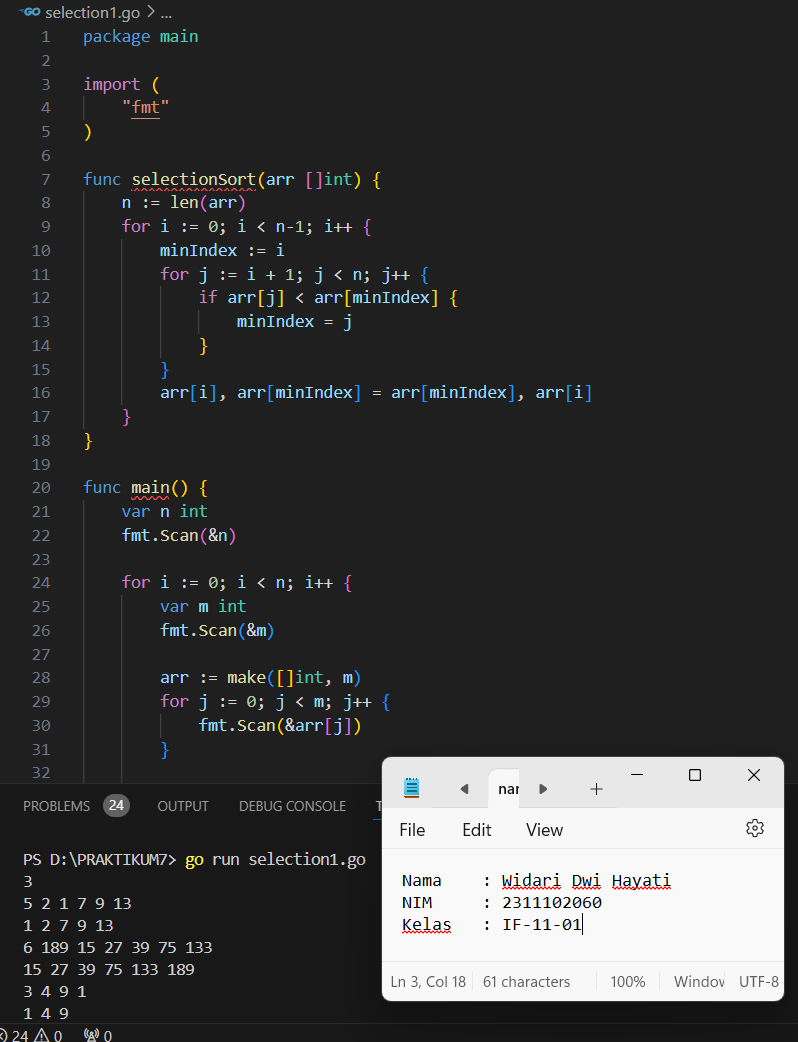 GO selection1.go > ...
1 package main
2
3 import (
4 "fmt"
5 )
6
7 func selectionSort(arr []int) {
8 n := len(arr)
9 for i := 0; i < n-1; i++ {
10 minIndex := i
11 for j := i + 1; j < n; j++ {
12 if arr[j] < arr[minIndex] {
13 minIndex = j
14 }
15 }
16 arr[i], arr[minIndex] = arr[minIndex], arr[i]
17 }
18 }
19
20 func main() {
21 var n int
22 fmt.Scan(&n)
23
24 for i := 0; i < n; i++ {
25 var m int
26 fmt.Scan(&m)
27
28 arr := make([]int, m)
29 for j := 0; j < m; j++ {
30 fmt.Scan(&arr[j])
31 }
32
PROBLEMS 24 OUTPUT DEBUG CONSOLE
PS D:\PRAKTIKUM7> go run selection1.go
3
5 2 1 7 9 13
1 2 7 9 13
6 189 15 27 39 75 133
15 27 39 75 133 189
3 4 9 1
1 4 9
24 0 0
nar
File Edit View
Nama : Widari Dwi Hayati
NIM : 2311102060
Kelas : IF-11-01
Ln 3, Col 18 61 characters 100% Window UTF-8